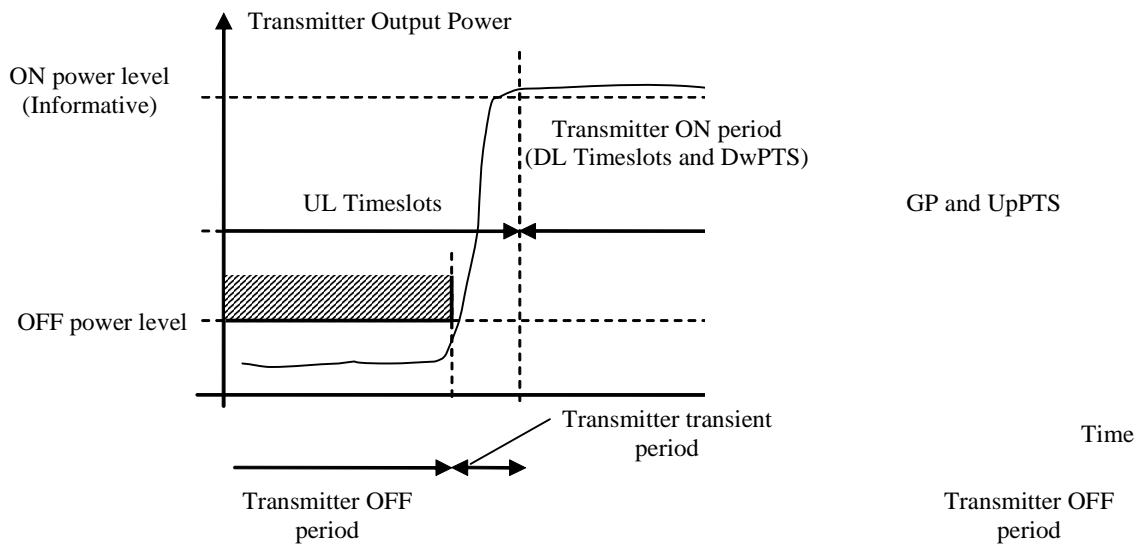 Transmitter Output Power
ON power level
(Informative)
Transmitter ON period
(DL Timeslots and DwPTS)
UL Timeslots
GP and UpPTS
OFF power level
Transmitter transient
period
Time
Transmitter OFF
period
Transmitter OFF
period